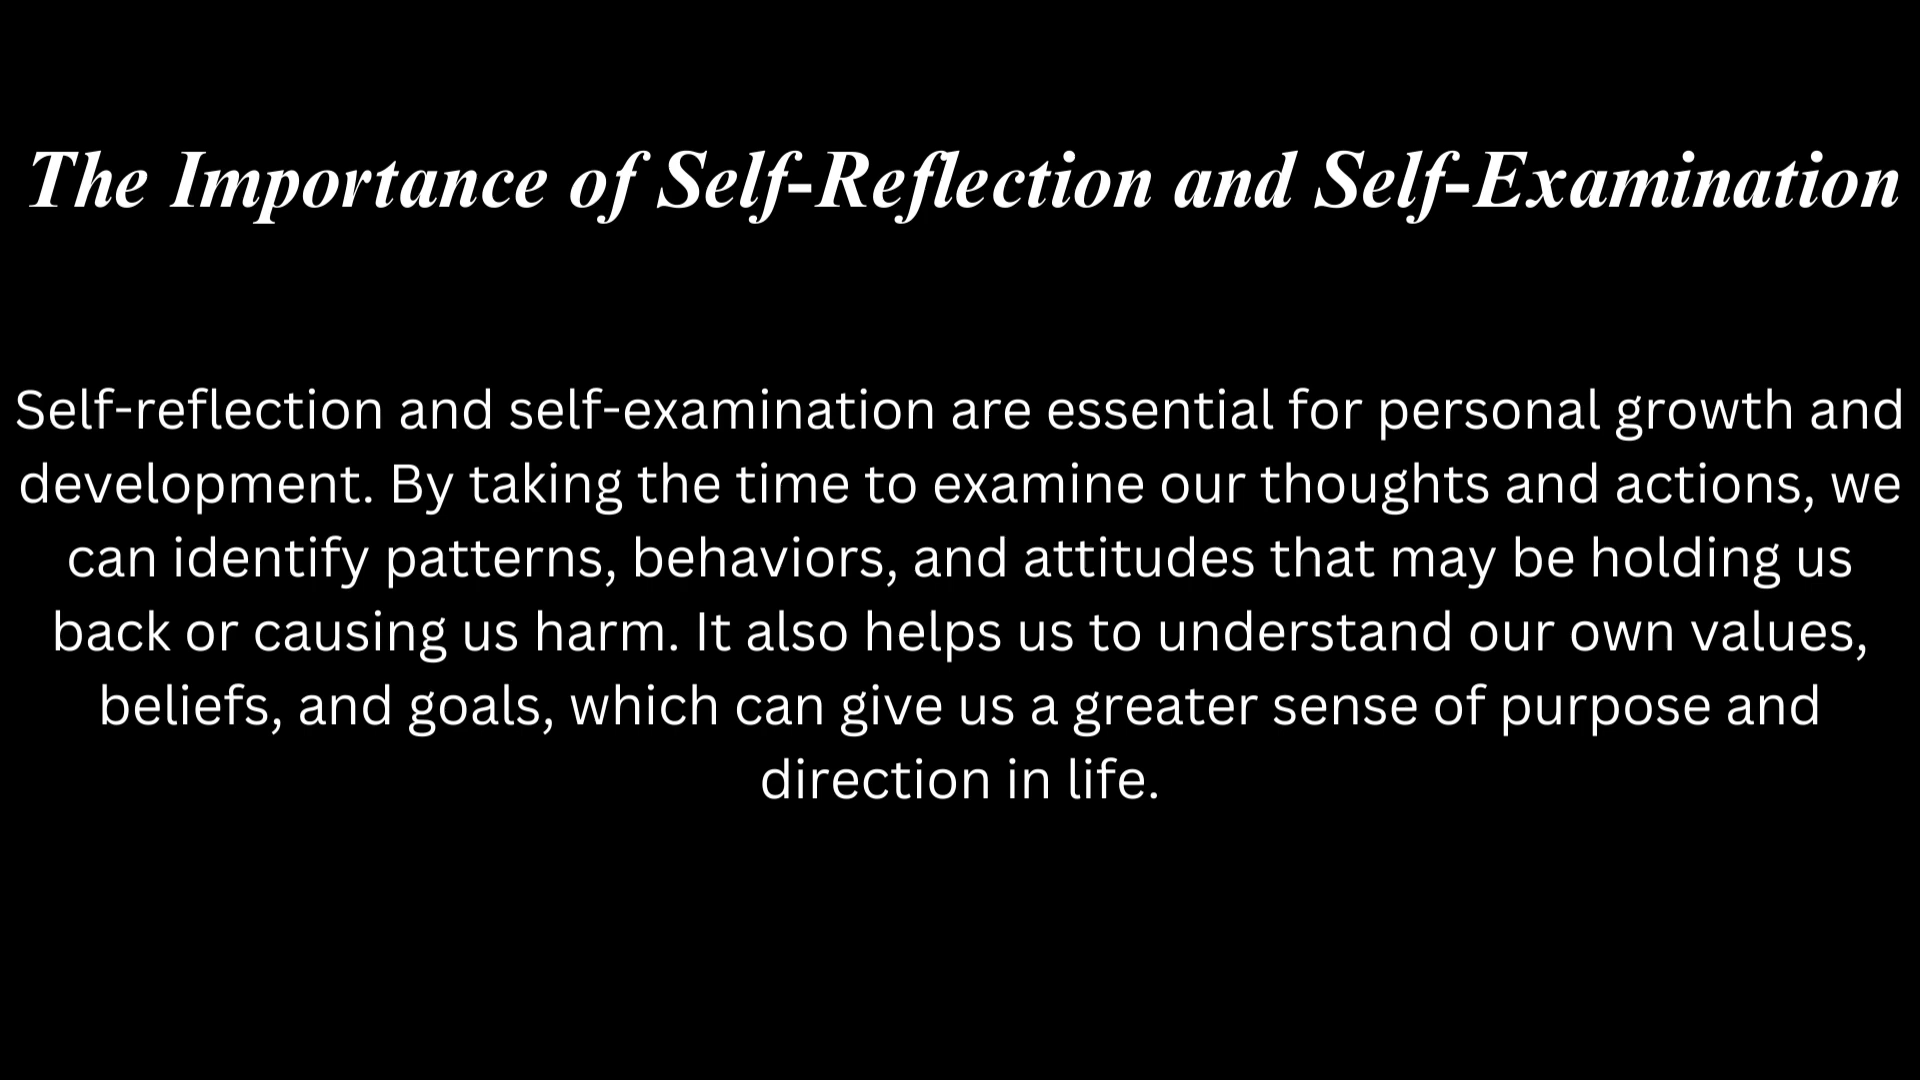 The Importance of Self-Reflection and Self-Examination
Self-reflection and self-examination are essential for personal growth and
development. By taking the time to examine our thoughts and actions, we
can identify patterns, behaviors, and attitudes that may be holding us
back or causing us harm. It also helps us to understand our own values,
beliefs, and goals, which can give us a greater sense of purpose and
direction in life.